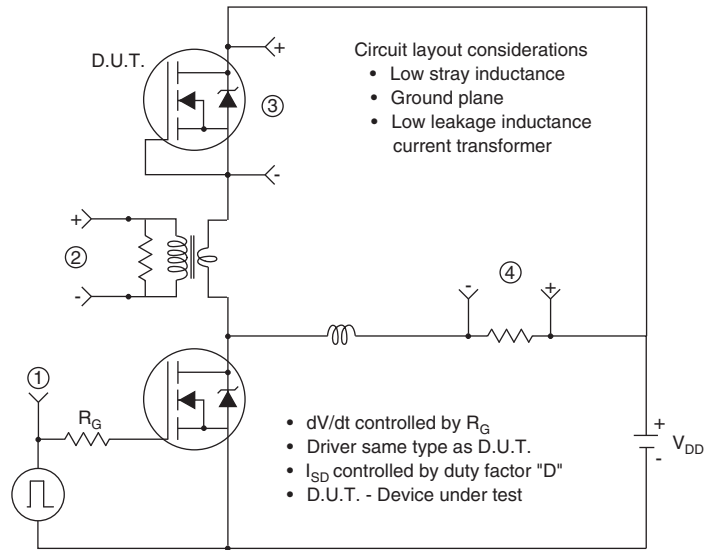 D.U.T.
+
③
-
Circuit layout considerations
• Low stray inductance
• Ground plane
• Low leakage inductance
current transformer
+
②
-
④
- +
①
R_G
• dV/dt controlled by R_G
• Driver same type as D.U.T.
• I_SD controlled by duty factor "D"
• D.U.T. - Device under test
+
-
V_DD